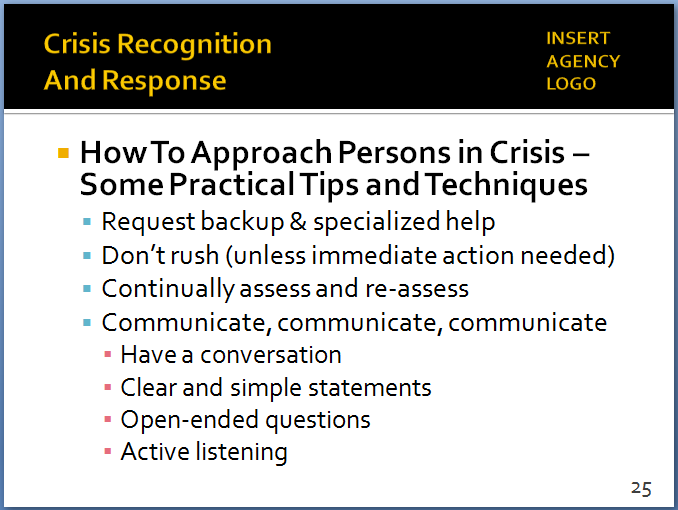 Crisis Recognition
And Response
INSERT
AGENCY
LOGO
How To Approach Persons in Crisis –
Some Practical Tips and Techniques
Request backup & specialized help
Don’t rush (unless immediate action needed)
Continually assess and re-assess
Communicate, communicate, communicate
Have a conversation
Clear and simple statements
Open-ended questions
Active listening
25